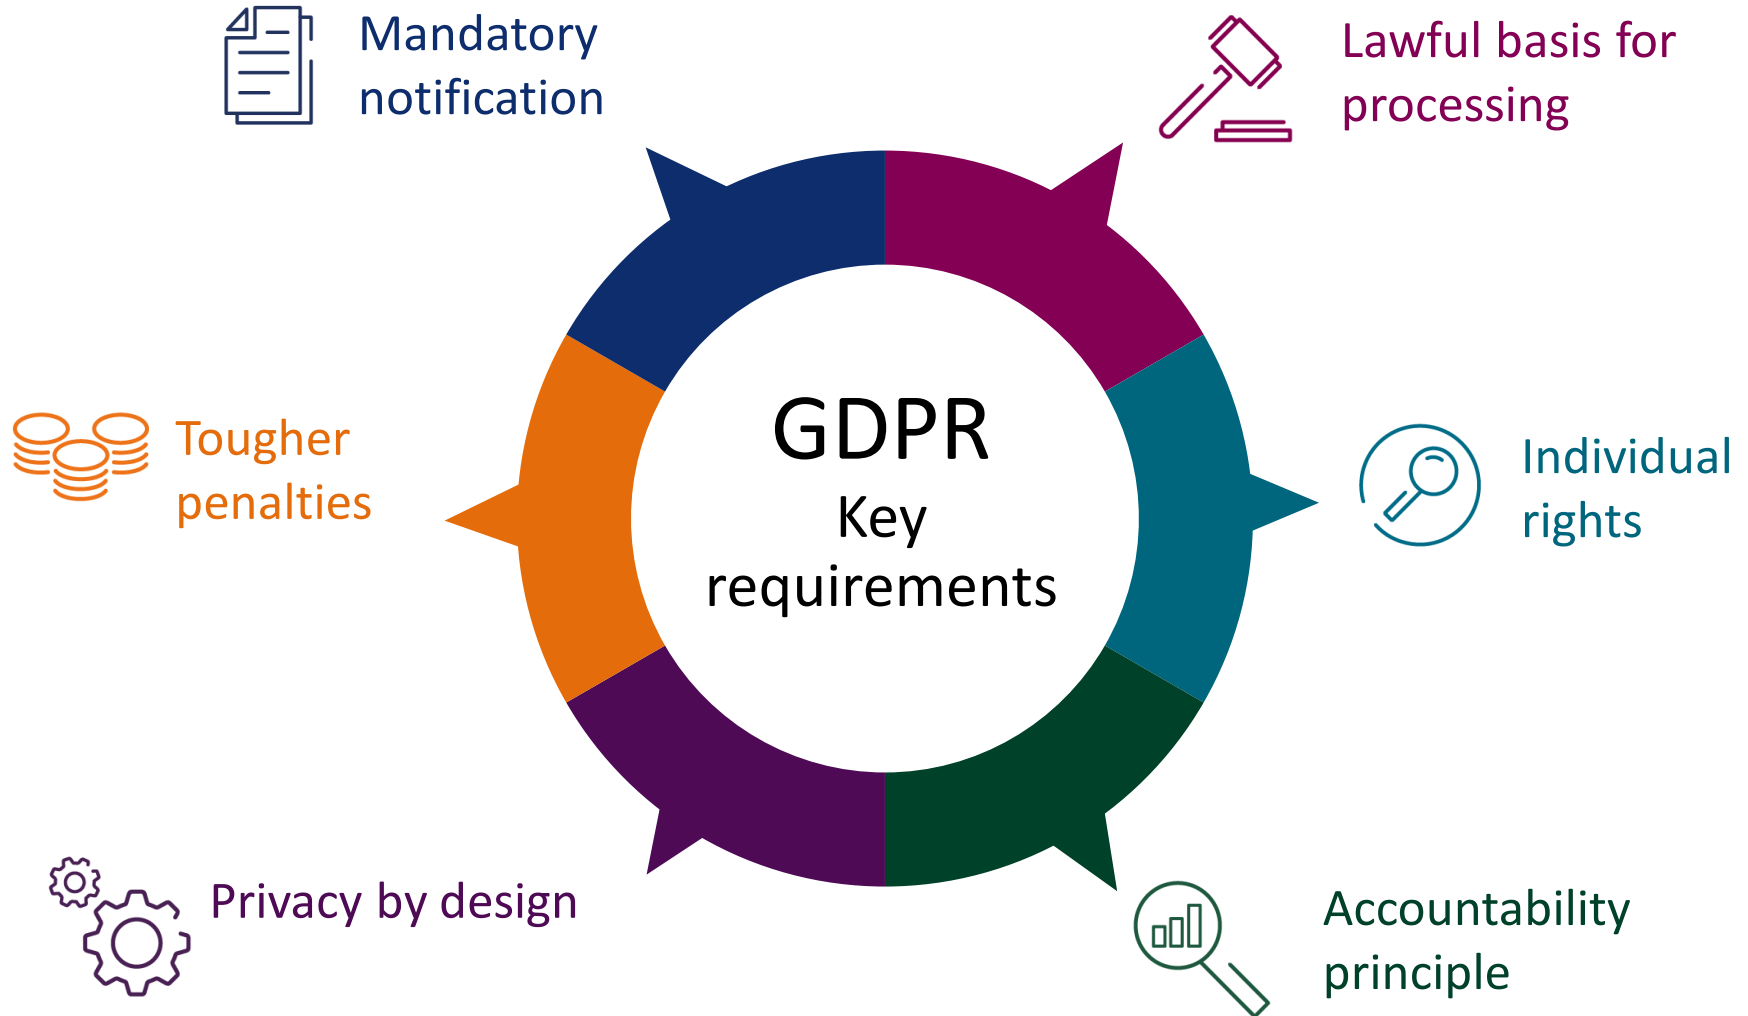 Mandatory
notification
Lawful basis for
processing
GDPR
Key
requirements
Tougher
penalties
Individual
rights
Privacy by design
Accountability
principle